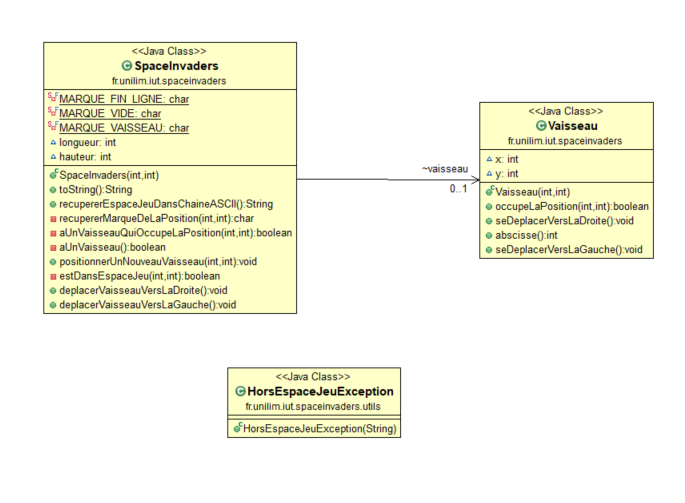 <<Java Class>>
SpaceInvaders
fr.unilim.iut.spaceinvaders
MARQUE_FIN_LIGNE: char
MARQUE_VIDE: char
MARQUE_VAISSEAU: char
longueur: int
hauteur: int
SpaceInvaders(int,int)
toString():String
recupererEspaceJeuDansChaineASCII():String
recupererMarqueDeLaPosition(int,int):char
aUnVaisseauQuiOccupeLaPosition(int,int):boolean
aUnVaisseau():boolean
positionnerUnNouveauVaisseau(int,int):void
estDansEspaceJeu(int,int):boolean
deplacerVaisseauVersLaDroite():void
deplacerVaisseauVersLaGauche():void
~vaisseau
0..1
<<Java Class>>
Vaisseau
fr.unilim.iut.spaceinvaders
x: int
y: int
Vaisseau(int,int)
occupeLaPosition(int,int):boolean
seDeplacerVersLaDroite():void
abscisse():int
seDeplacerVersLaGauche():void
<<Java Class>>
HorsEspaceJeuException
fr.unilim.iut.spaceinvaders.utils
HorsEspaceJeuException(String)